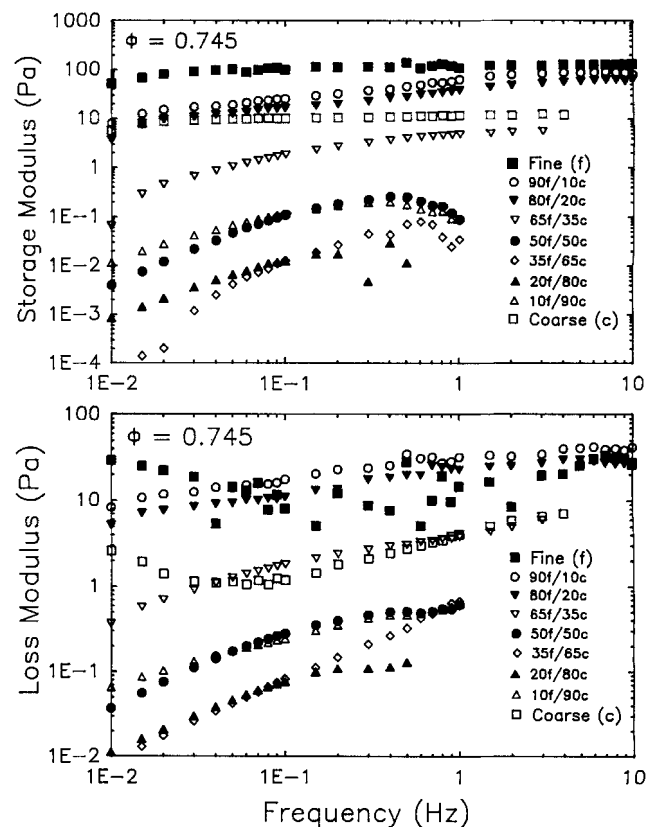 Φ = 0.745
Storage Modulus (Pa)
1000
100
10
1
1E-1
1E-2
1E-3
1E-4
Fine (f)
90f/10c
80f/20c
65f/35c
50f/50c
35f/65c
20f/80c
10f/90c
Coarse (c)
1E-2
1E-1
1
10
Φ = 0.745
Loss Modulus (Pa)
100
10
1
1E-1
1E-2
Fine (f)
90f/10c
80f/20c
65f/35c
50f/50c
35f/65c
20f/80c
10f/90c
Coarse (c)
1E-2
1E-1
1
10
Frequency (Hz)